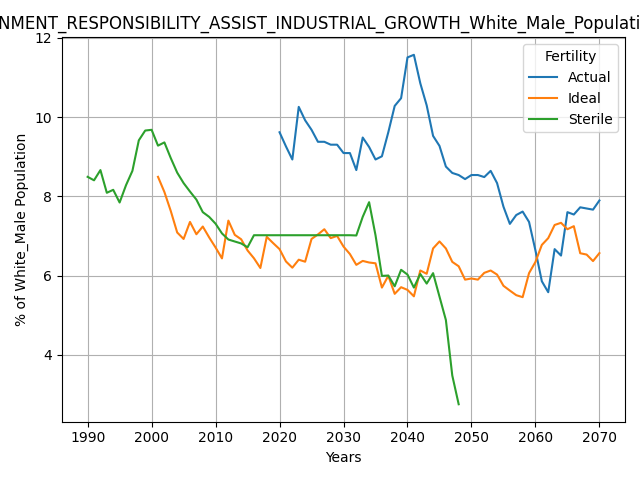 NMENT_RESPONSIBILITY_ASSIST_INDUSTRIAL_GROWTH_White_Male_Populati
12
10
8
6
4
% of White_Male Population
Fertility
Actual
Ideal
Sterile
1990 2000 2010 2020 2030 2040 2050 2060 2070
Years